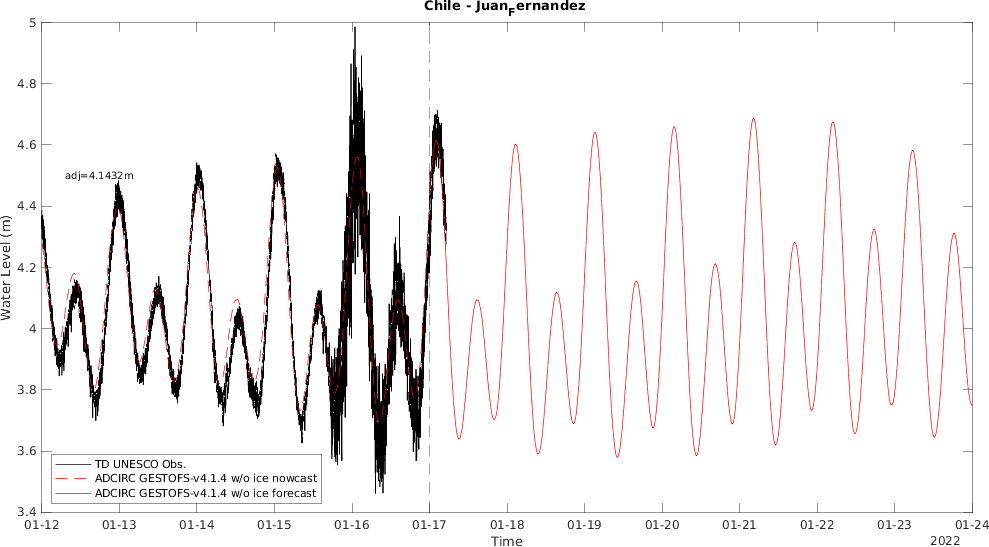 Chile - Juan_Fernandez
5
4.8
4.6
4.4
4.2
4
3.8
3.6
3.4
Water Level (m)
adj=4.1432m
TD UNESCO Obs.
ADCIRC GESTOFS-v4.1.4 w/o ice nowcast
ADCIRC GESTOFS-v4.1.4 w/o ice forecast
01-12 01-13 01-14 01-15 01-16 01-17 01-18 01-19 01-20 01-21 01-22 01-23 01-24
Time
2022